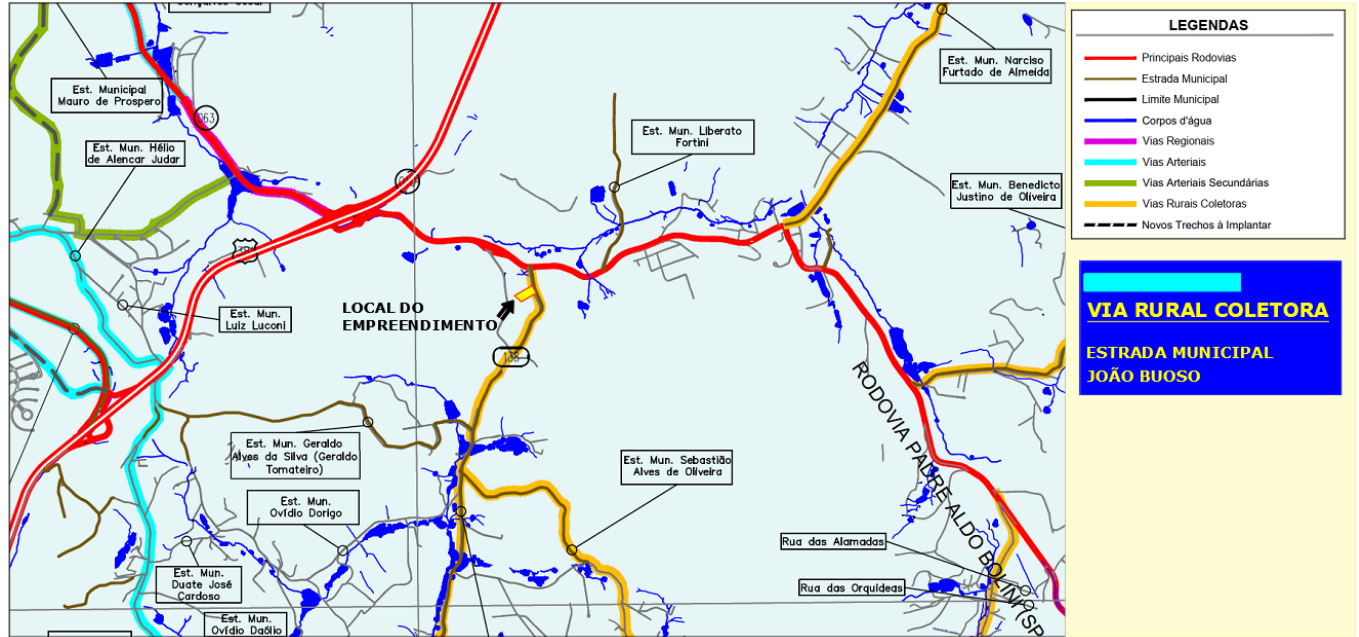 Est. Municipal
Mauro de Prospero
Est. Mun. Hélio
de Alencar Judar
063
381
Est. Mun.
Luiz Luconi
LOCAL DO
EMPREENDIMENTO
138
Est. Mun. Liberato
Fortini
Est. Mun. Narciso
Furtado de Almeida
Est. Mun. Benedicto
Justino de Oliveira
Est. Mun. Geraldo
Alves da Silva (Geraldo
Tomateiro)
Est. Mun.
Ovídio Dorigo
Est. Mun. Sebastião
Alves de Oliveira
Est. Mun.
Duate José
Cardoso
Est. Mun.
Ovídio Daólio
RODOVIA PADRE ALDO BOLINI (SP
Rua das Alamadas
Rua das Orquideas
LEGENDAS
Principais Rodovias
Estrada Municipal
Limite Municipal
Corpos d'água
Vias Regionais
Vias Arteriais
Vias Arteriais Secundárias
Vias Rurais Coletoras
Novos Trechos à Implantar
VIA RURAL COLETORA
ESTRADA MUNICIPAL
JOÃO BUOSO